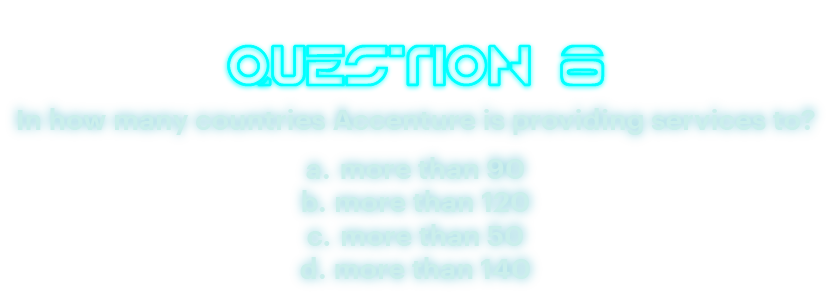 QUESTION 6
In how many countries Accenture is providing services to?
a. more than 90
b. more than 120
c. more than 50
d. more than 140